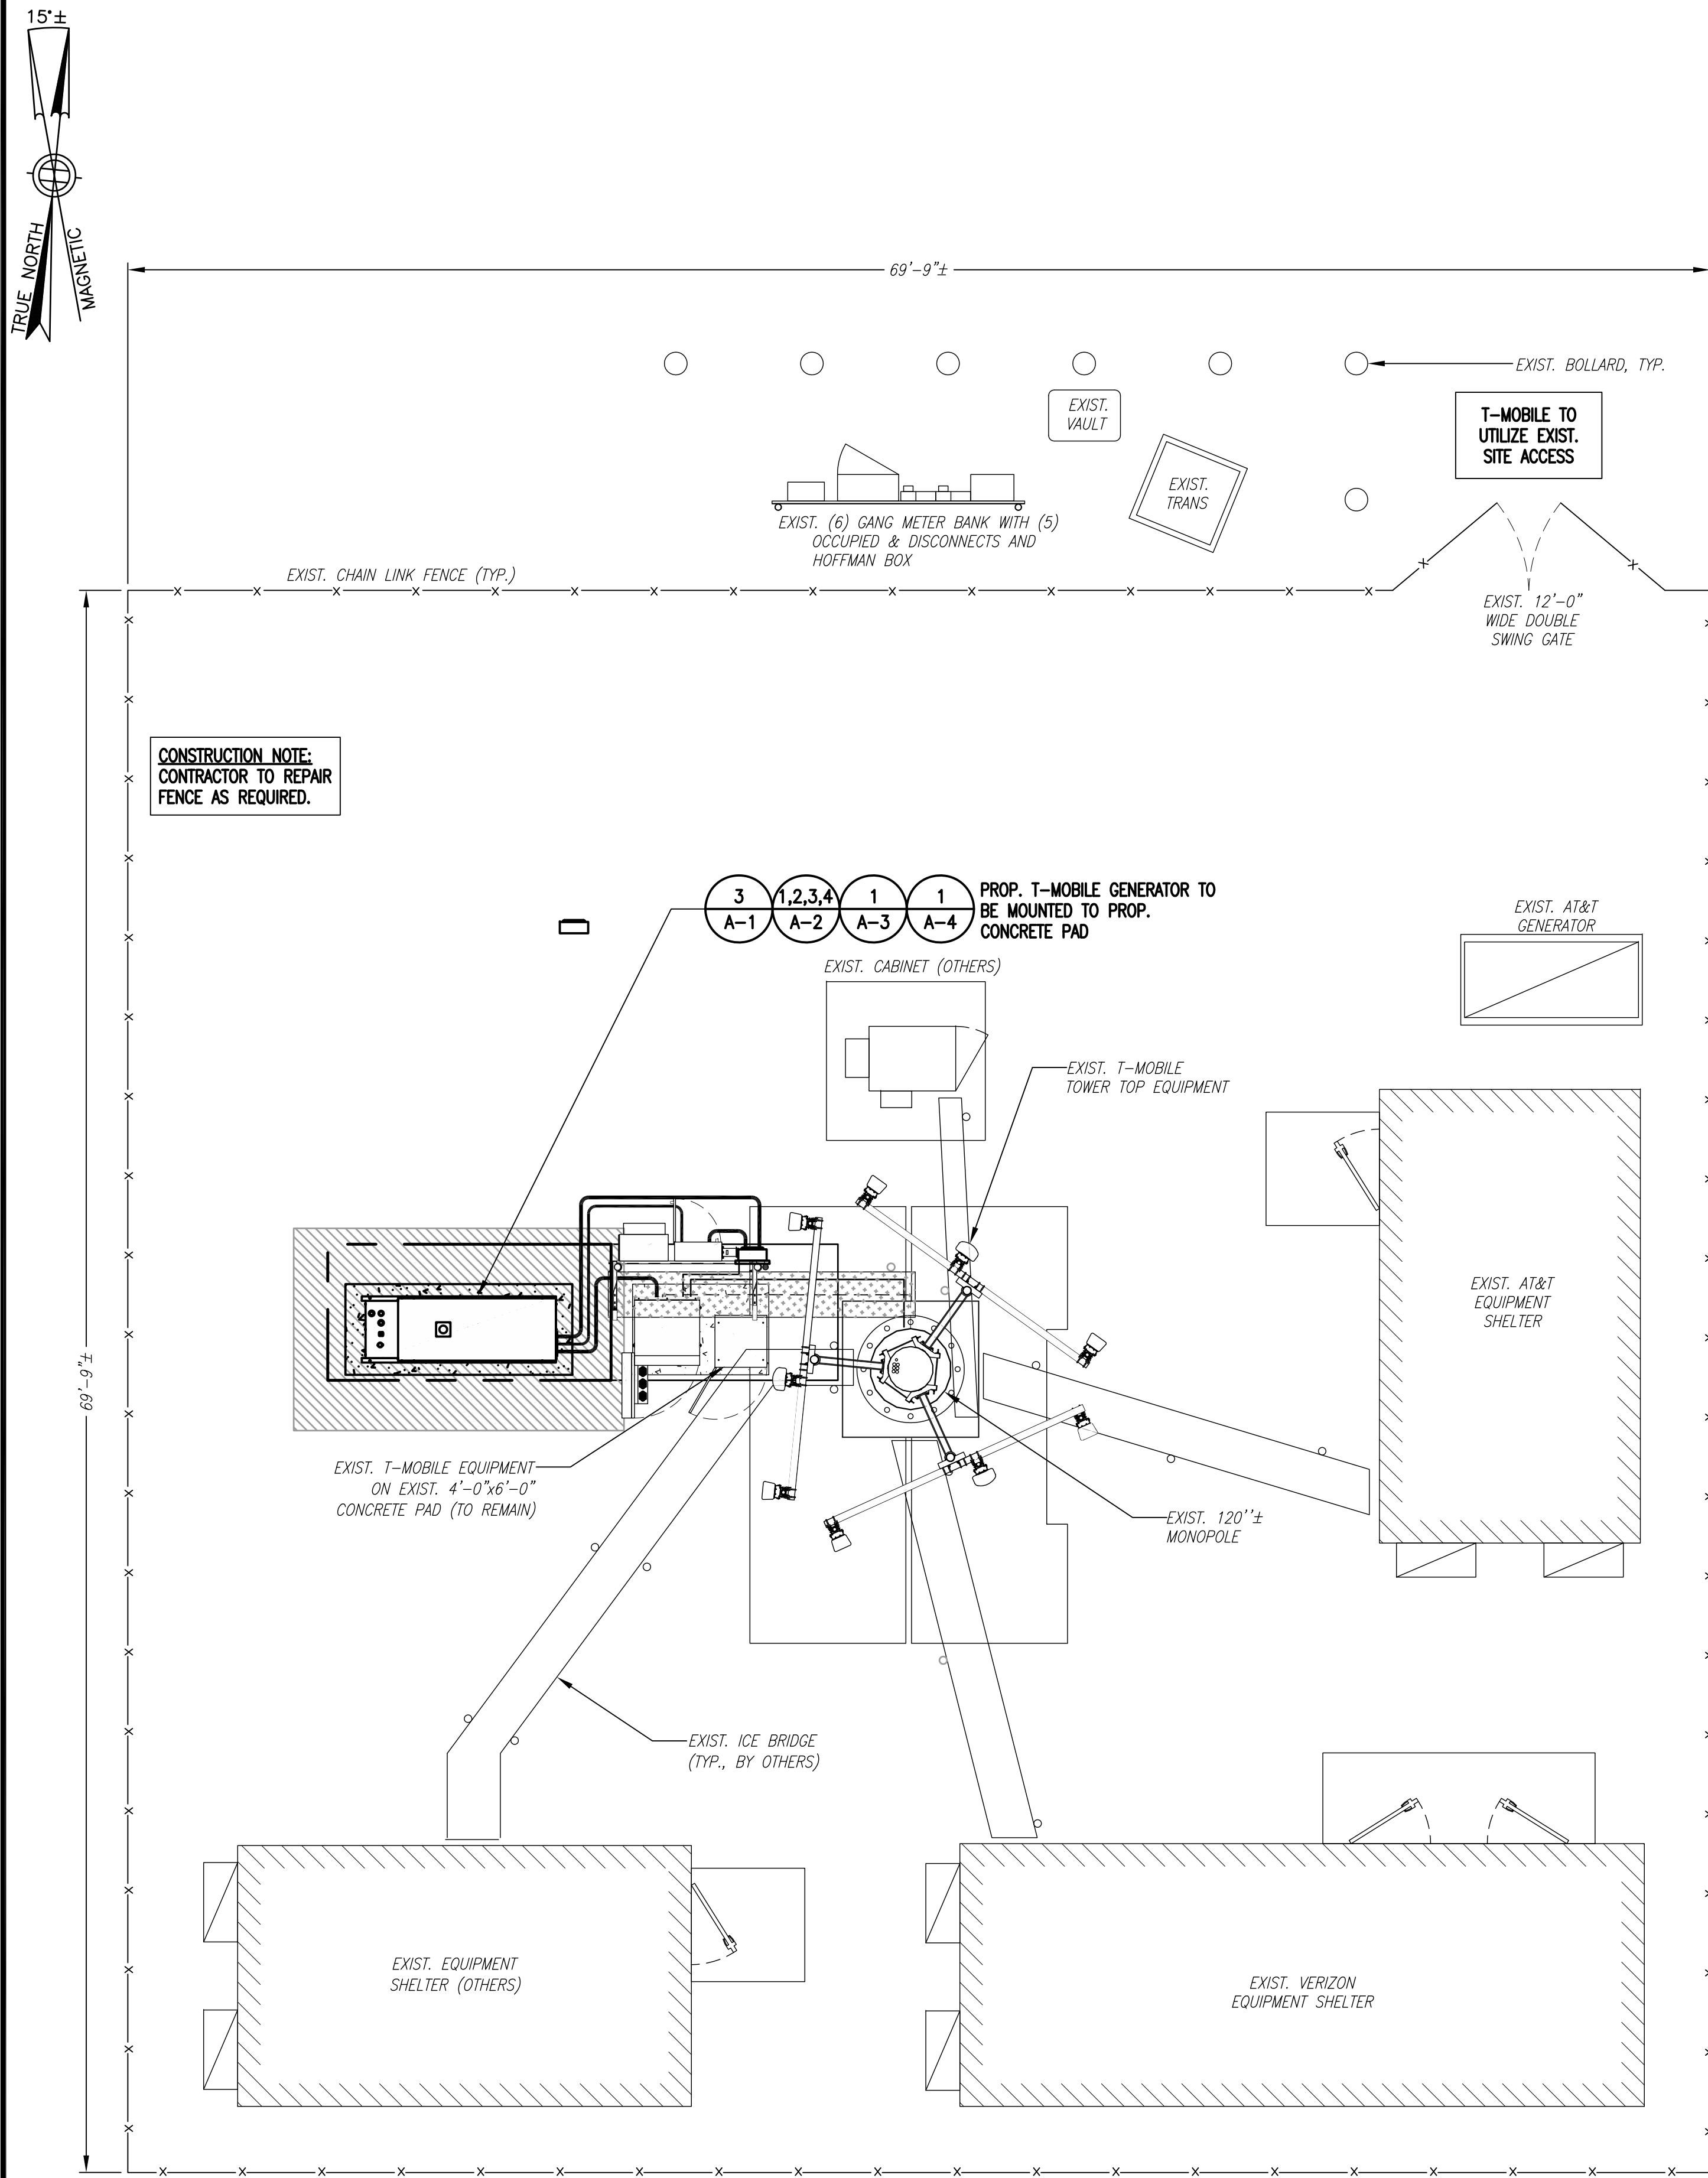 15°±
TRUE NORTH
MAGNETIC
69'-9"±
EXIST. BOLLARD, TYP.
EXIST.
VAULT
T-MOBILE TO
UTILIZE EXIST.
SITE ACCESS
EXIST.
TRANS
EXIST. (6) GANG METER BANK WITH (5)
OCCUPIED & DISCONNECTS AND
HOFFMAN BOX
EXIST. CHAIN LINK FENCE (TYP.)
EXIST. 12'-0"
WIDE DOUBLE
SWING GATE
CONSTRUCTION NOTE:
CONTRACTOR TO REPAIR
FENCE AS REQUIRED.
3 1,2,3,4 1 1
A-1 A-2 A-3 A-4
PROP. T-MOBILE GENERATOR TO
BE MOUNTED TO PROP.
CONCRETE PAD
EXIST. AT&T
GENERATOR
EXIST. CABINET (OTHERS)
EXIST. T-MOBILE
TOWER TOP EQUIPMENT
EXIST. AT&T
EQUIPMENT
SHELTER
69'-9"±
EXIST. T-MOBILE EQUIPMENT
ON EXIST. 4'-0"x6'-0"
CONCRETE PAD (TO REMAIN)
EXIST. 120''±
MONOPOLE
EXIST. ICE BRIDGE
(TYP., BY OTHERS)
EXIST. EQUIPMENT
SHELTER (OTHERS)
EXIST. VERIZON
EQUIPMENT SHELTER